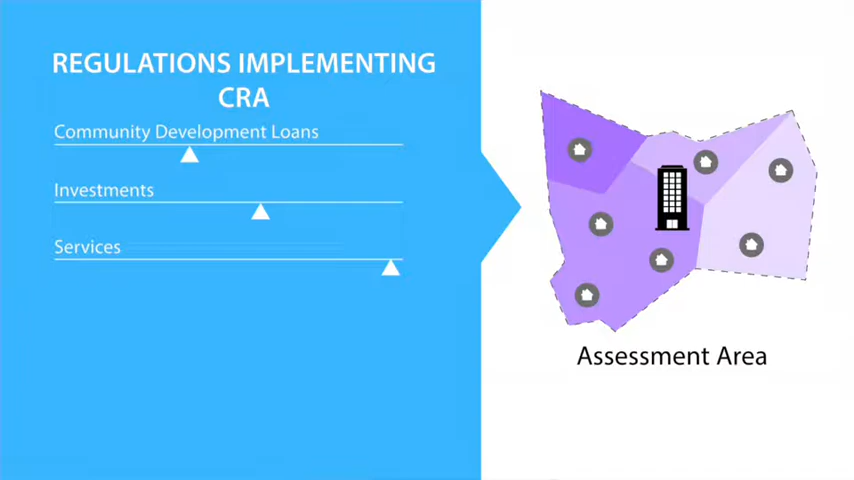 REGULATIONS IMPLEMENTING
CRA
Community Development Loans
Investments
Services
Assessment Area